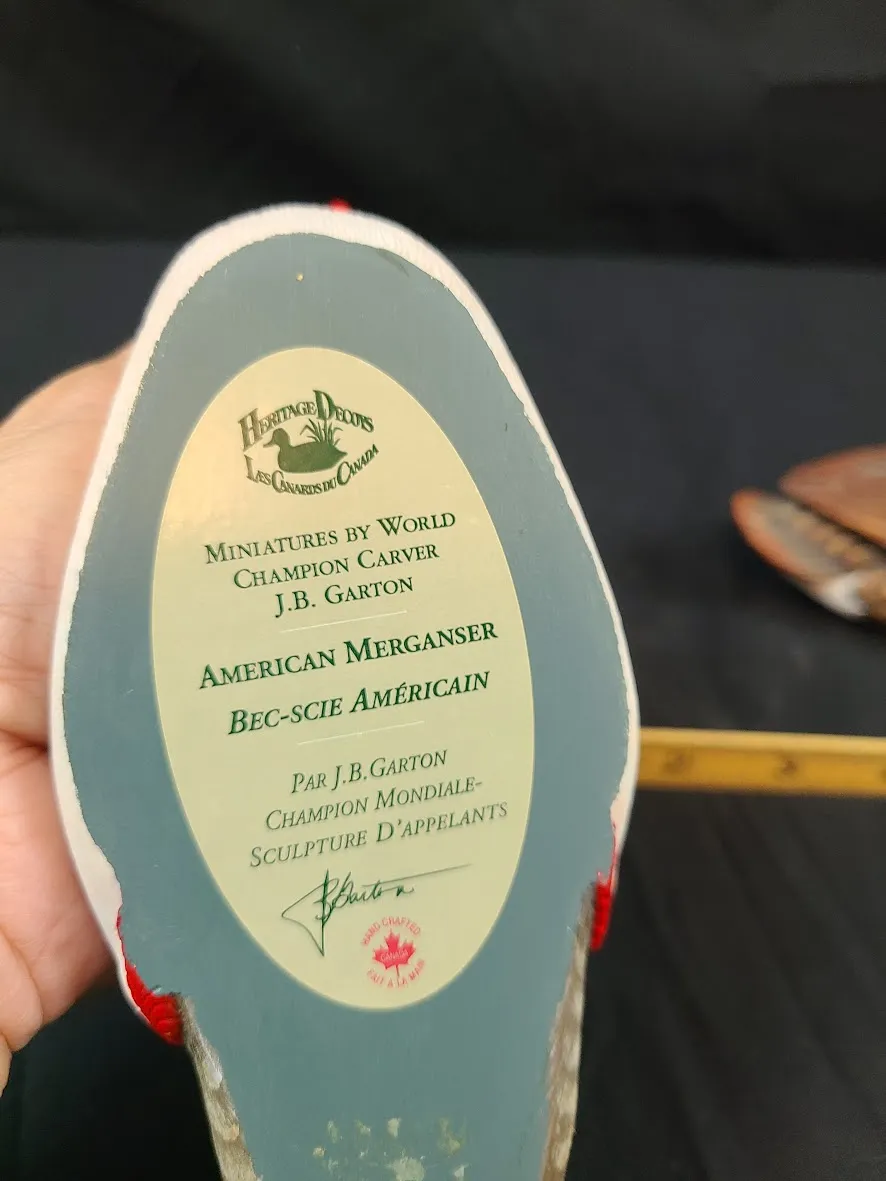 HERITAGE DECOYS
LES CANARDS DU CANADA
MINIATURES BY WORLD
CHAMPION CARVER
J.B. GARTON
AMERICAN MERGANSER
BEC-SCIE AMÉRICAIN
PAR J.B.GARTON
CHAMPION MONDIALE-
SCULPTURE D'APPELANTS
JBGarton
HAND CRAFTED
CANADA
FAIT À LA MAIN